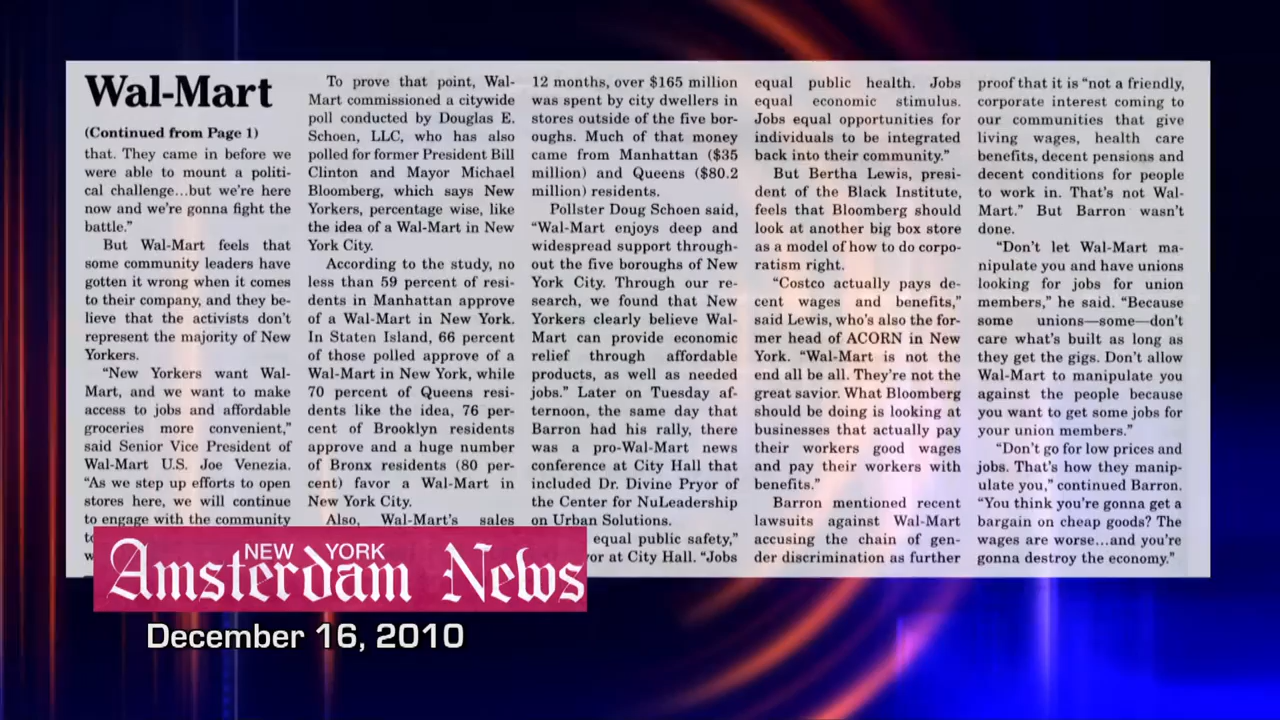 Wal-Mart
(Continued from Page 1)
that. They came in before we
were able to mount a politi-
cal challenge...but we're here
now and we're gonna fight the
battle."
But Wal-Mart feels that
some community leaders have
gotten it wrong when it comes
to their company, and they be-
lieve that the activists don't
represent the majority of New
Yorkers.
"New Yorkers want Wal-
Mart, and we want to make
access to jobs and affordable
groceries more convenient,"
said Senior Vice President of
Wal-Mart U.S. Joe Venezia.
"As we step up efforts to open
stores here, we will continue
to engage with the community
To prove that point, Wal-
Mart commissioned a citywide
poll conducted by Douglas E.
Schoen, LLC, who has also
polled for former President Bill
Clinton and Mayor Michael
Bloomberg, which says New
Yorkers, percentage wise, like
the idea of a Wal-Mart in New
York City.
According to the study, no
less than 59 percent of resi-
dents in Manhattan approve
of a Wal-Mart in New York.
In Staten Island, 66 percent
of those polled approve of a
Wal-Mart in New York, while
70 percent of Queens resi-
dents like the idea, 76 per-
cent of Brooklyn residents
approve and a huge number
of Bronx residents (80 per-
cent) favor a Wal-Mart in
New York City.
Also, Wal-Mart's sales
12 months, over $165 million
was spent by city dwellers in
stores outside of the five bor-
oughs. Much of that money
came from Manhattan ($35
million) and Queens ($80.2
million) residents.
Pollster Doug Schoen said,
"Wal-Mart enjoys deep and
widespread support through-
out the five boroughs of New
York City. Through our re-
search, we found that New
Yorkers clearly believe Wal-
Mart can provide economic
relief through affordable
products, as well as needed
jobs." Later on Tuesday af-
ternoon, the same day that
Barron had his rally, there
was a pro-Wal-Mart news
conference at City Hall that
included Dr. Divine Pryor of
the Center for NuLeadership
on Urban Solutions.
equal public safety,"
at City Hall. "Jobs
equal public health. Jobs
equal economic stimulus.
Jobs equal opportunities for
individuals to be integrated
back into their community."
But Bertha Lewis, presi-
dent of the Black Institute,
feels that Bloomberg should
look at another big box store
as a model of how to do corpo-
ratism right.
"Costco actually pays de-
cent wages and benefits,"
said Lewis, who's also the for-
mer head of ACORN in New
York. "Wal-Mart is not the
end all be all. They're not the
great savior. What Bloomberg
should be doing is looking at
businesses that actually pay
their workers good wages
and pay their workers with
benefits."
Barron mentioned recent
lawsuits against Wal-Mart
accusing the chain of gen-
der discrimination as further
proof that it is "not a friendly,
corporate interest coming to
our communities that give
living wages, health care
benefits, decent pensions and
decent conditions for people
to work in. That's not Wal-
Mart." But Barron wasn't
done.
"Don't let Wal-Mart ma-
nipulate you and have unions
looking for jobs for union
members," he said. "Because
some unions—some—don't
care what's built as long as
they get the gigs. Don't allow
Wal-Mart to manipulate you
against the people because
you want to get some jobs for
your union members."
"Don't go for low prices and
jobs. That's how they manip-
ulate you," continued Barron.
"You think you're gonna get a
bargain on cheap goods? The
wages are worse...and you're
gonna destroy the economy."
NEW YORK
Amsterdam News
December 16, 2010